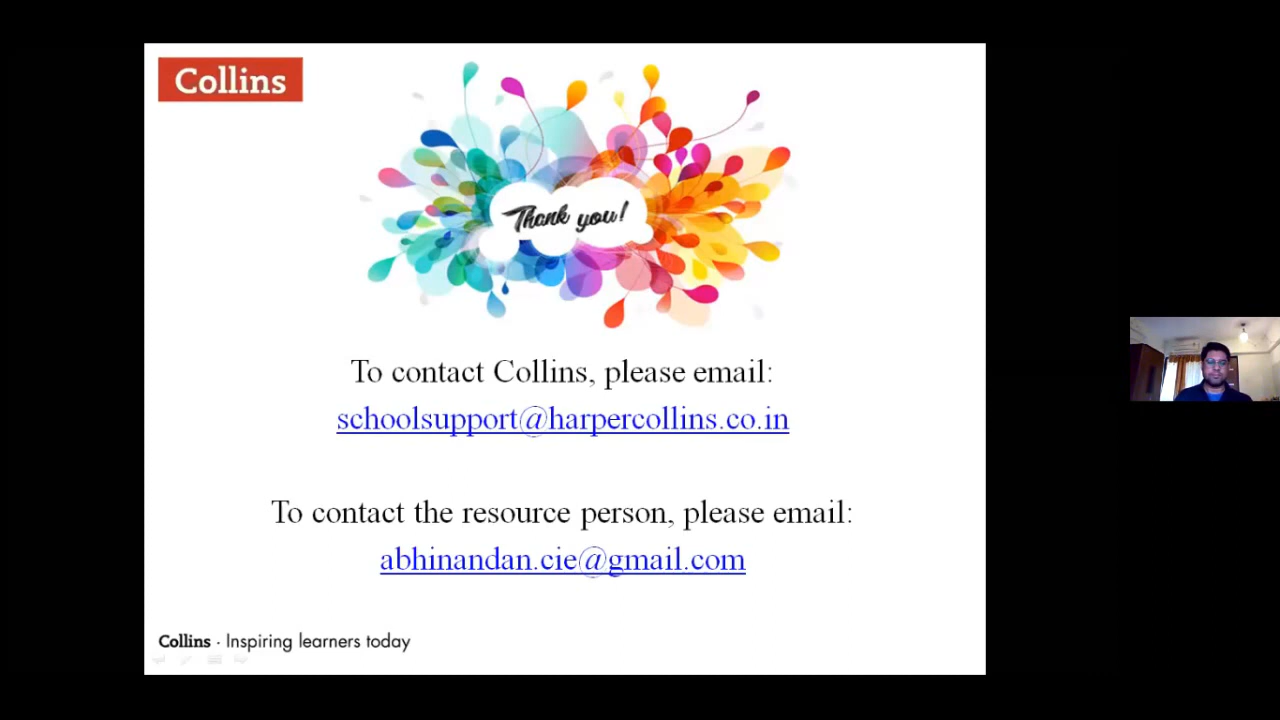 Collins
Thank you!
To contact Collins, please email:
schoolsupport@harpercollins.co.in
To contact the resource person, please email:
abhinandan.cie@gmail.com
Collins · Inspiring learners today